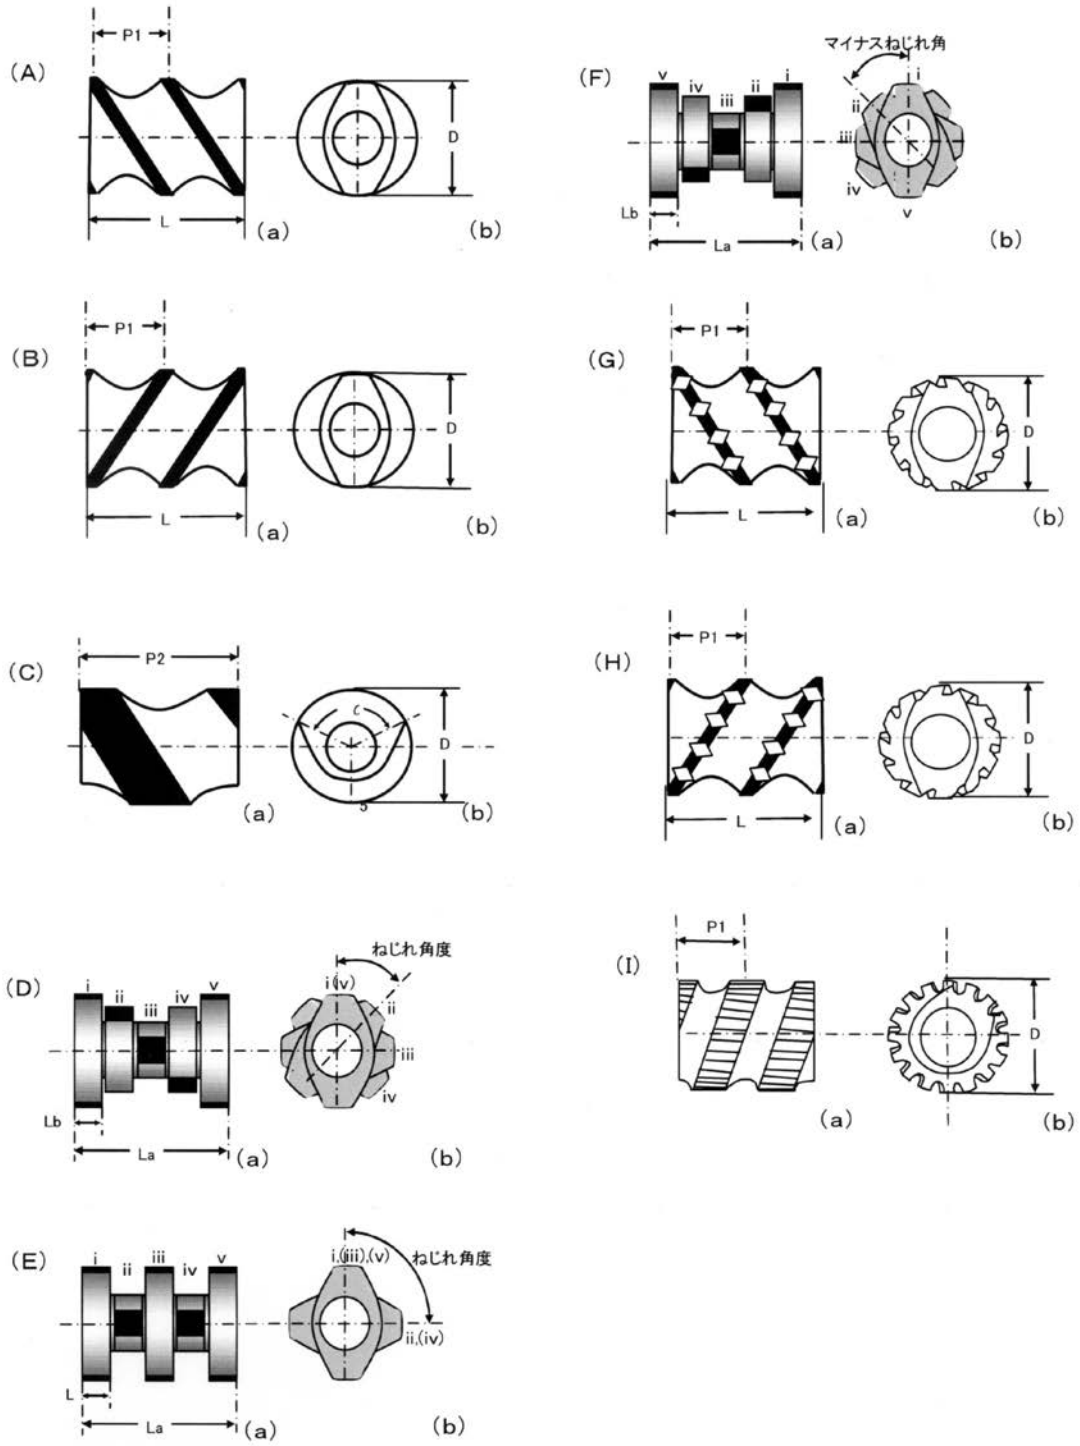 (A)
P1
D
L
(a)
(b)
(B)
P1
D
L
(a)
(b)
(C)
P2
c
D
5
(a)
(b)
(D)
ねじれ角度
i
ii
iii
iv
v
i(v)
ii
iii
iv
Lb
La
(a)
(b)
(E)
ねじれ角度
i
ii
iii
iv
v
i,(iii),(v)
ii,(iv)
L
La
(a)
(b)
(F)
マイナスねじれ角
v
iv
iii
ii
i
i
ii
iii
iv
v
Lb
La
(a)
(b)
(G)
P1
D
L
(a)
(b)
(H)
P1
D
L
(a)
(b)
(I)
P1
D
(a)
(b)